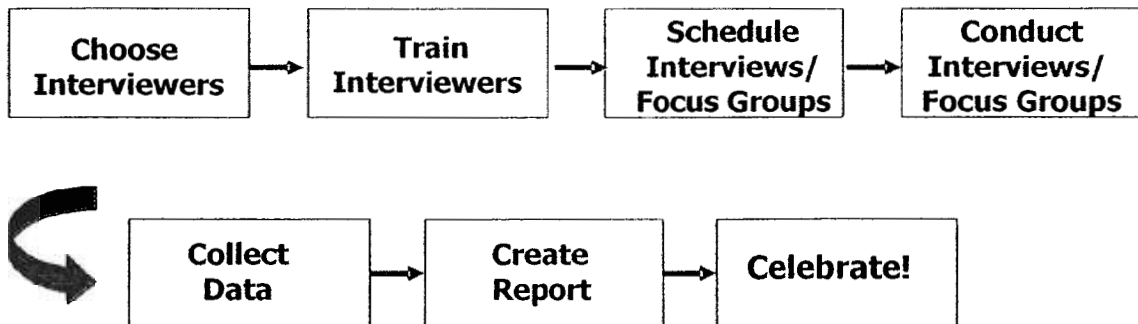 Choose
Interviewers
Train
Interviewers
Schedule
Interviews/
Focus Groups
Conduct
Interviews/
Focus Groups
Collect
Data
Create
Report
Celebrate!